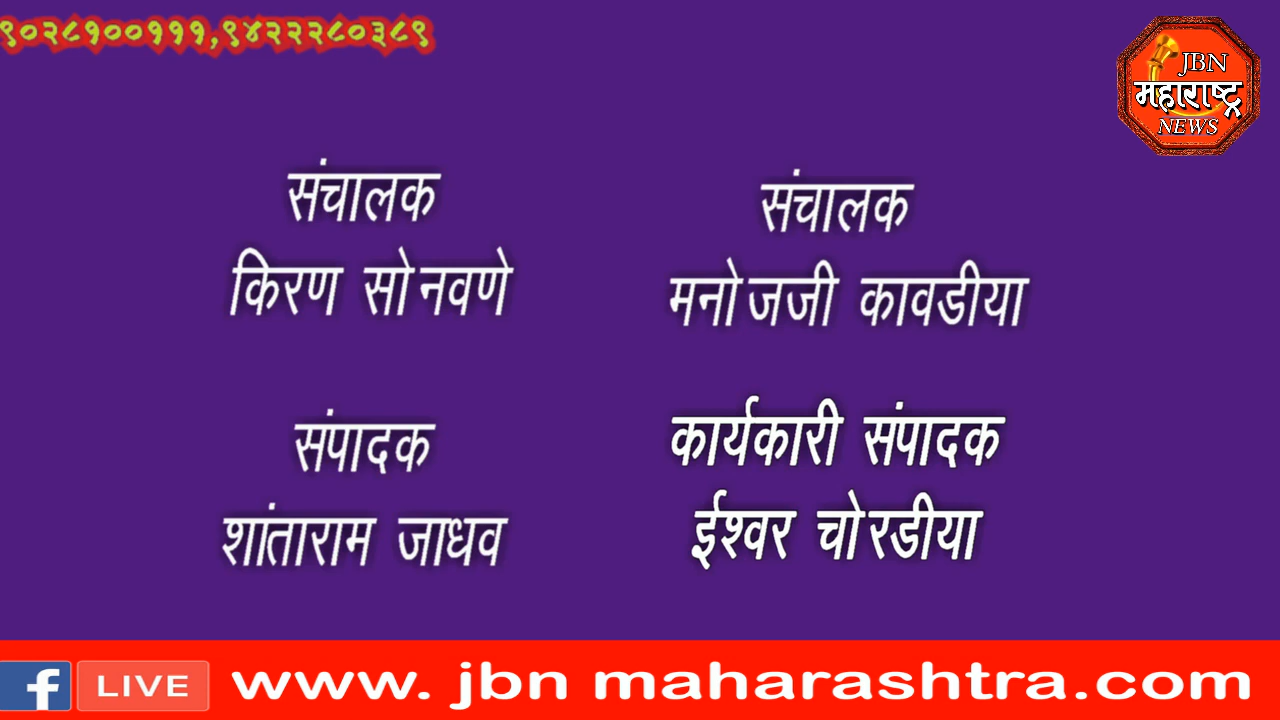 ९०२८१००१११,९४२२२८०३८९
JBN
महाराष्ट्र
NEWS
संचालक
किरण सोनवणे
संचालक
मनोजजी कावडीया
संपादक
शांताराम जाधव
कार्यकारी संपादक
ईश्वर चोरडीया
f LIVE www. jbn maharashtra.com